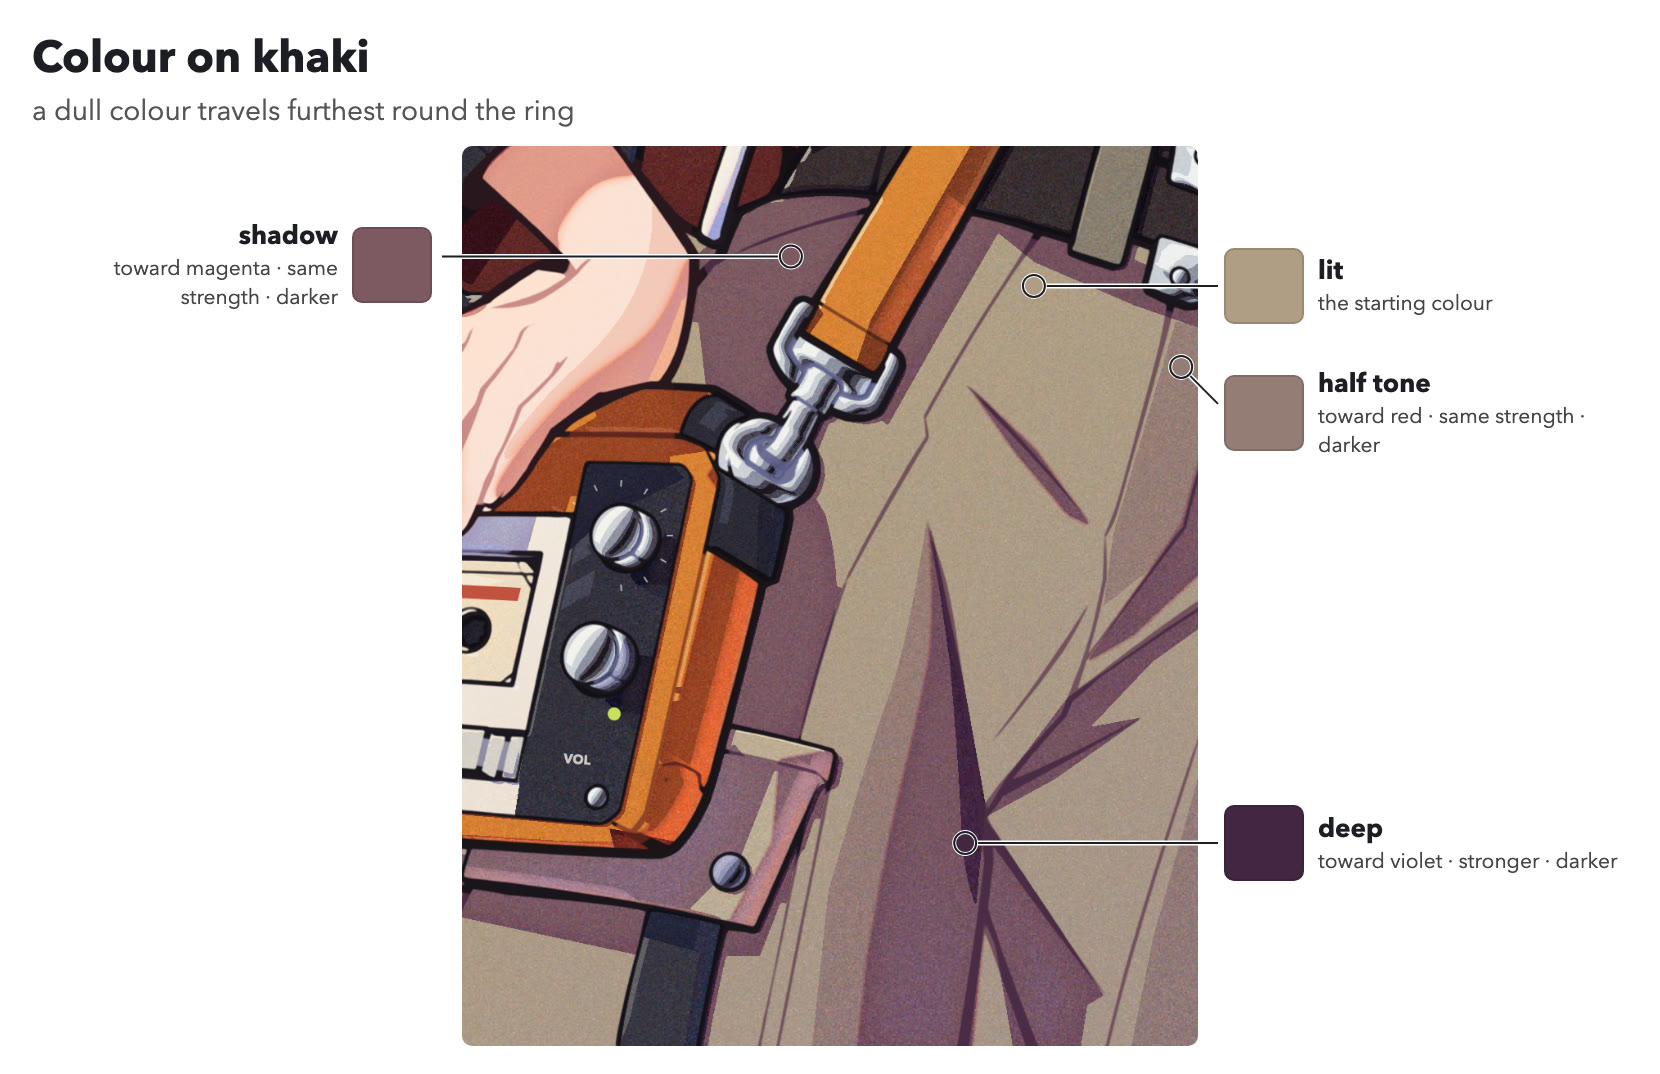 Colour on khaki
a dull colour travels furthest round the ring
shadow
toward magenta · same
strength · darker
lit
the starting colour
half tone
toward red · same strength ·
darker
VOL
deep
toward violet · stronger · darker